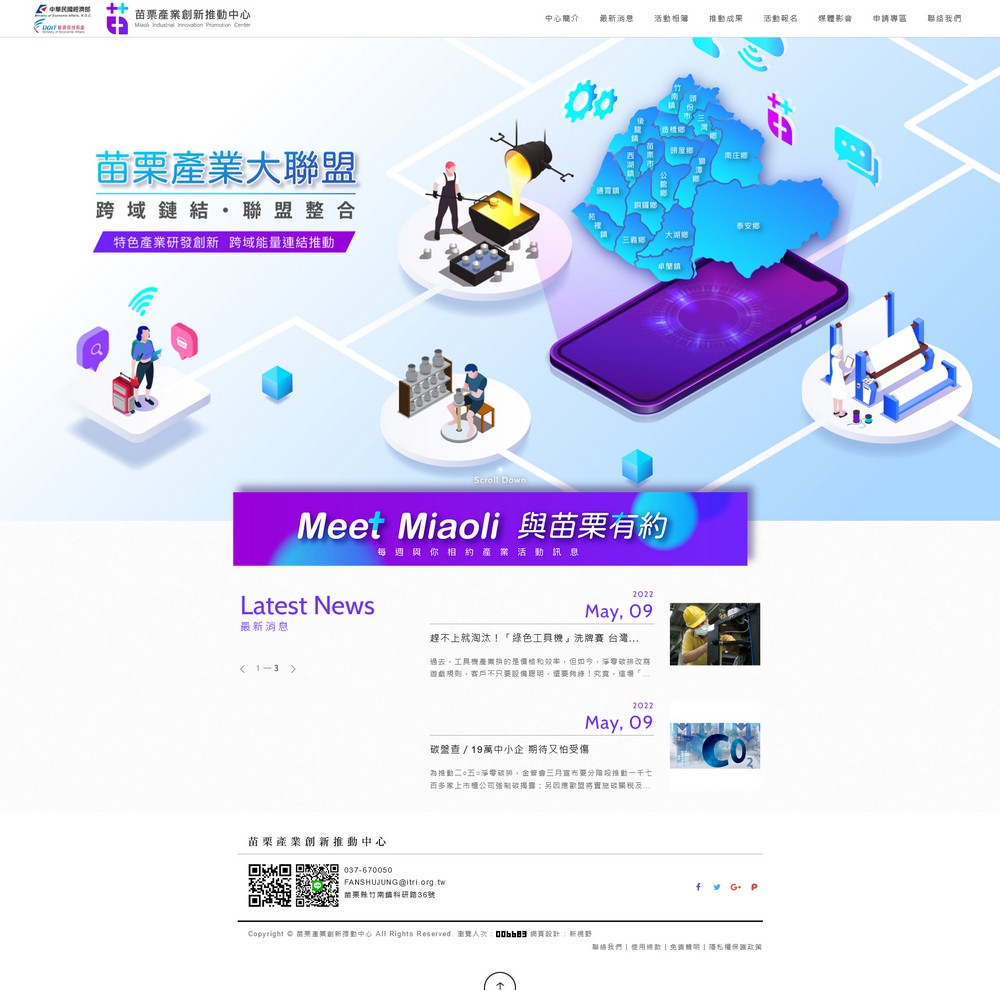 中華民國經濟部
Ministry of Economic Affairs, R.O.C.
DOIT 經濟部技術處
Ministry of Economic Affairs
苗栗產業創新推動中心
Miaoli Industrial Innovation Promotion Center
中心簡介 最新消息 活動相簿 推動成果 活動報名 媒體影音 申請專區 聯絡我們
竹南鎮
頭份市
三灣鄉
後龍鎮
造橋鄉
頭屋鄉
南庄鄉
西湖鄉
苗栗市
獅潭鄉
公館鄉
通霄鎮
銅鑼鄉
苑裡鎮
三義鄉
大湖鄉
泰安鄉
卓蘭鎮
苗栗產業大聯盟
跨域鏈結・聯盟整合
特色產業研發創新 跨域能量連結推動
Scroll Down
Meet Miaoli 與苗栗有約
每週與你相約產業活動訊息
Latest News
最新消息
1 — 3
2022
May, 09
趕不上就淘汰！「綠色工具機」洗牌賽 台灣...
過去，工具機產業拚的是價格和效率，但如今，淨零碳排改寫
遊戲規則，客戶不只要設備聰明，還要夠綠！究竟，這場「...
2022
May, 09
碳盤查／19萬中小企 期待又怕受傷
為推動二○五○淨零碳排，金管會三月宣布要分階段推動一千七
百多家上市櫃公司強制碳揭露；另因應歐盟將實施碳關稅及...
CO2
苗栗產業創新推動中心
037-670050
FANSHUJUNG@itri.org.tw
苗栗縣竹南鎮科研路36號
Copyright © 苗栗產業創新推動中心 All Rights Reserved. 瀏覽人次：006683 網頁設計：新視野
聯絡我們 | 使用條款 | 免責聲明 | 隱私權保護政策